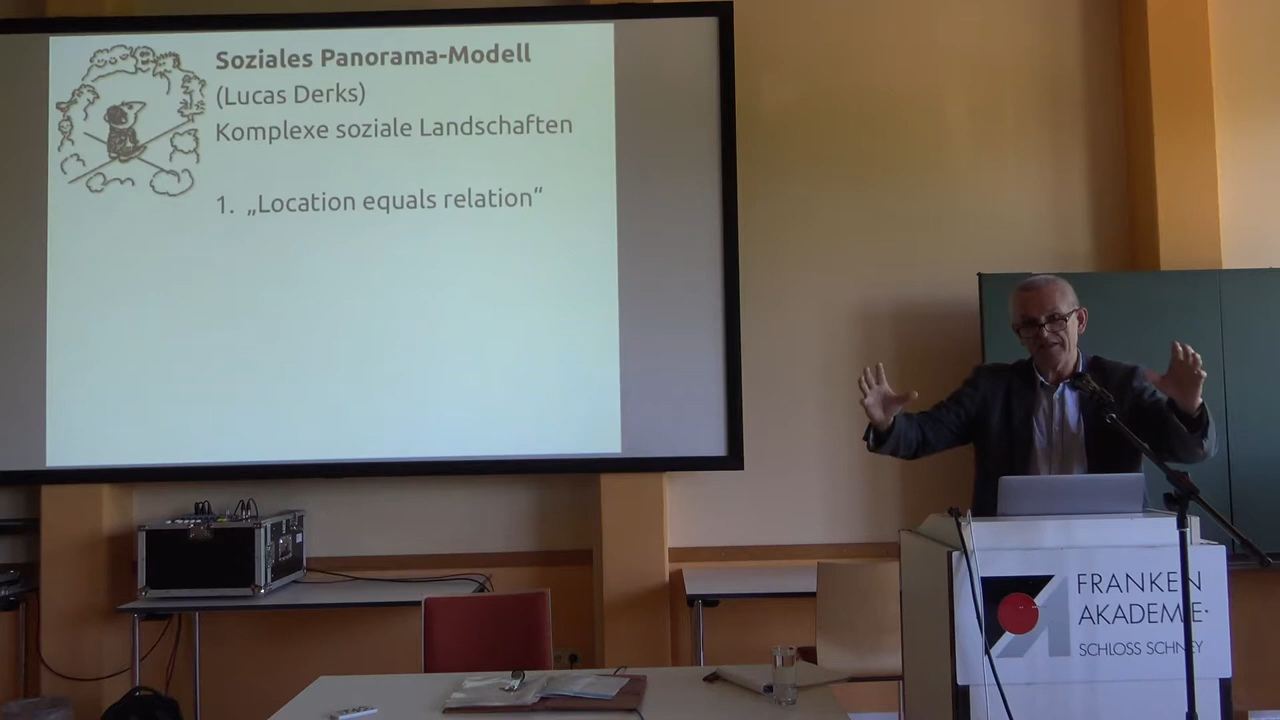 Soziales Panorama-Modell
(Lucas Derks)
Komplexe soziale Landschaften
1. „Location equals relation“
FRANKEN
AKADEMIE
SCHLOSS SCHNEY